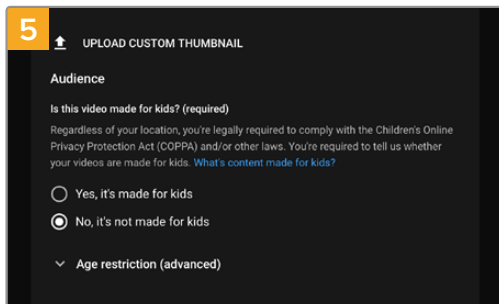 5
UPLOAD CUSTOM THUMBNAIL
Audience
Is this video made for kids? (required)
Regardless of your location, you're legally required to comply with the Children's Online
Privacy Protection Act (COPPA) and/or other laws. You're required to tell us whether
your videos are made for kids. What's content made for kids?
Yes, it's made for kids
No, it's not made for kids
Age restriction (advanced)